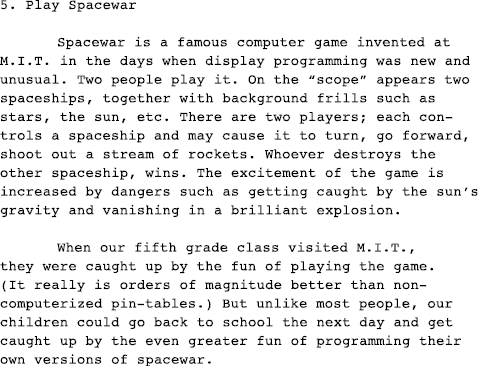 5. Play Spacewar
Spacewar is a famous computer game invented at
M.I.T. in the days when display programming was new and
unusual. Two people play it. On the “scope” appears two
spaceships, together with background frills such as
stars, the sun, etc. There are two players; each con-
trols a spaceship and may cause it to turn, go forward,
shoot out a stream of rockets. Whoever destroys the
other spaceship, wins. The excitement of the game is
increased by dangers such as getting caught by the sun’s
gravity and vanishing in a brilliant explosion.
When our fifth grade class visited M.I.T.,
they were caught up by the fun of playing the game.
(It really is orders of magnitude better than non-
computerized pin-tables.) But unlike most people, our
children could go back to school the next day and get
caught up by the even greater fun of programming their
own versions of spacewar.